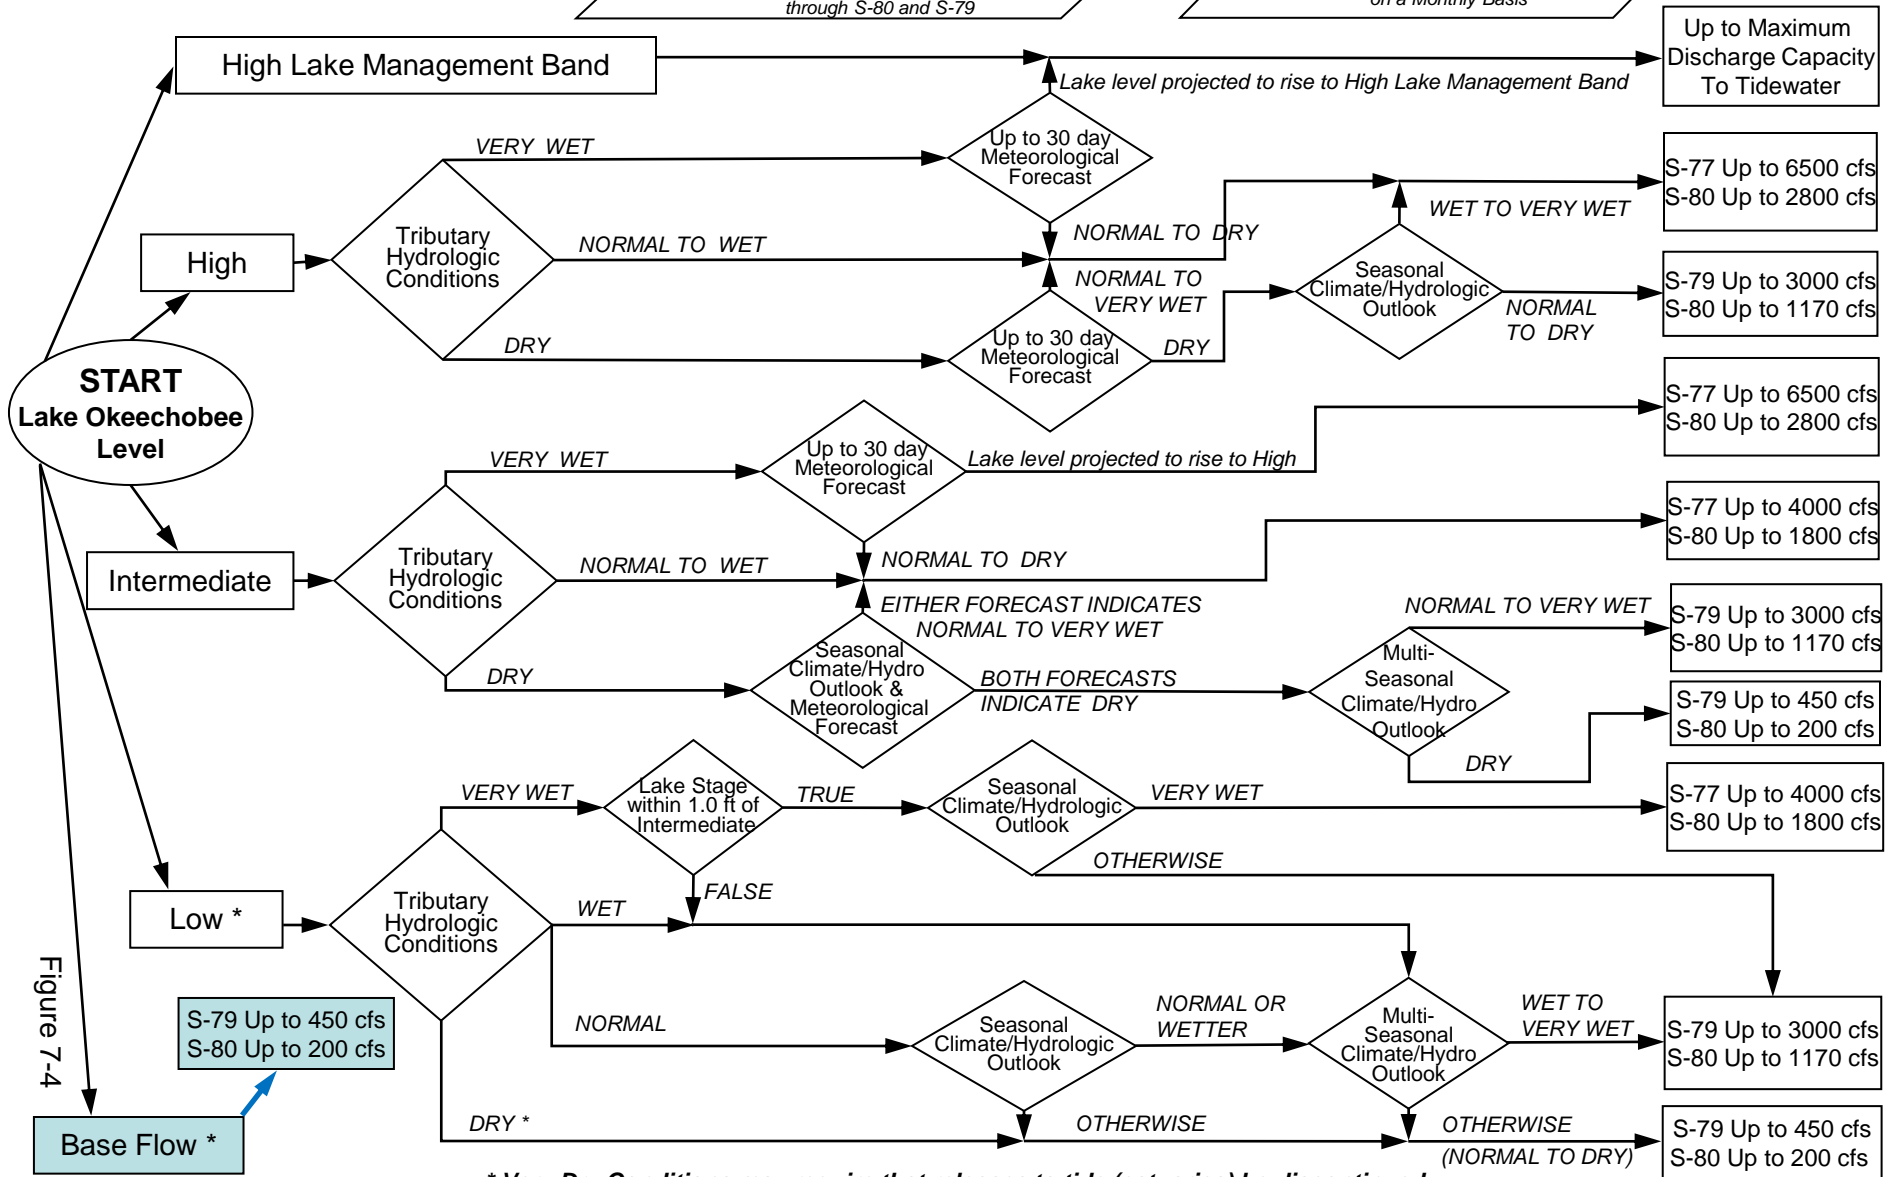 through S-80 and S-79
on a Monthly Basis
High Lake Management Band
Lake level projected to rise to High Lake Management Band
Up to Maximum
Discharge Capacity
To Tidewater
VERY WET
Up to 30 day
Meteorological
Forecast
S-77 Up to 6500 cfs
S-80 Up to 2800 cfs
WET TO VERY WET
High
Tributary
Hydrologic
Conditions
NORMAL TO WET
NORMAL TO DRY
NORMAL TO
VERY WET
Seasonal
Climate/Hydrologic
Outlook
NORMAL
TO DRY
S-79 Up to 3000 cfs
S-80 Up to 1170 cfs
DRY
Up to 30 day
Meteorological
Forecast
DRY
START
Lake Okeechobee
Level
S-77 Up to 6500 cfs
S-80 Up to 2800 cfs
VERY WET
Up to 30 day
Meteorological
Forecast
Lake level projected to rise to High
S-77 Up to 4000 cfs
S-80 Up to 1800 cfs
Intermediate
Tributary
Hydrologic
Conditions
NORMAL TO WET
NORMAL TO DRY
EITHER FORECAST INDICATES
NORMAL TO VERY WET
NORMAL TO VERY WET
S-79 Up to 3000 cfs
S-80 Up to 1170 cfs
DRY
Seasonal
Climate/Hydro
Outlook &
Meteorological
Forecast
BOTH FORECASTS
INDICATE DRY
Multi-
Seasonal
Climate/Hydro
Outlook
DRY
S-79 Up to 450 cfs
S-80 Up to 200 cfs
VERY WET
Lake Stage
within 1.0 ft of
Intermediate
TRUE
Seasonal
Climate/Hydrologic
Outlook
VERY WET
S-77 Up to 4000 cfs
S-80 Up to 1800 cfs
OTHERWISE
FALSE
Low *
Tributary
Hydrologic
Conditions
WET
NORMAL
Seasonal
Climate/Hydrologic
Outlook
NORMAL OR
WETTER
Multi-
Seasonal
Climate/Hydro
Outlook
WET TO
VERY WET
S-79 Up to 3000 cfs
S-80 Up to 1170 cfs
Figure 7-4
S-79 Up to 450 cfs
S-80 Up to 200 cfs
Base Flow *
DRY *
OTHERWISE
OTHERWISE
(NORMAL TO DRY)
S-79 Up to 450 cfs
S-80 Up to 200 cfs